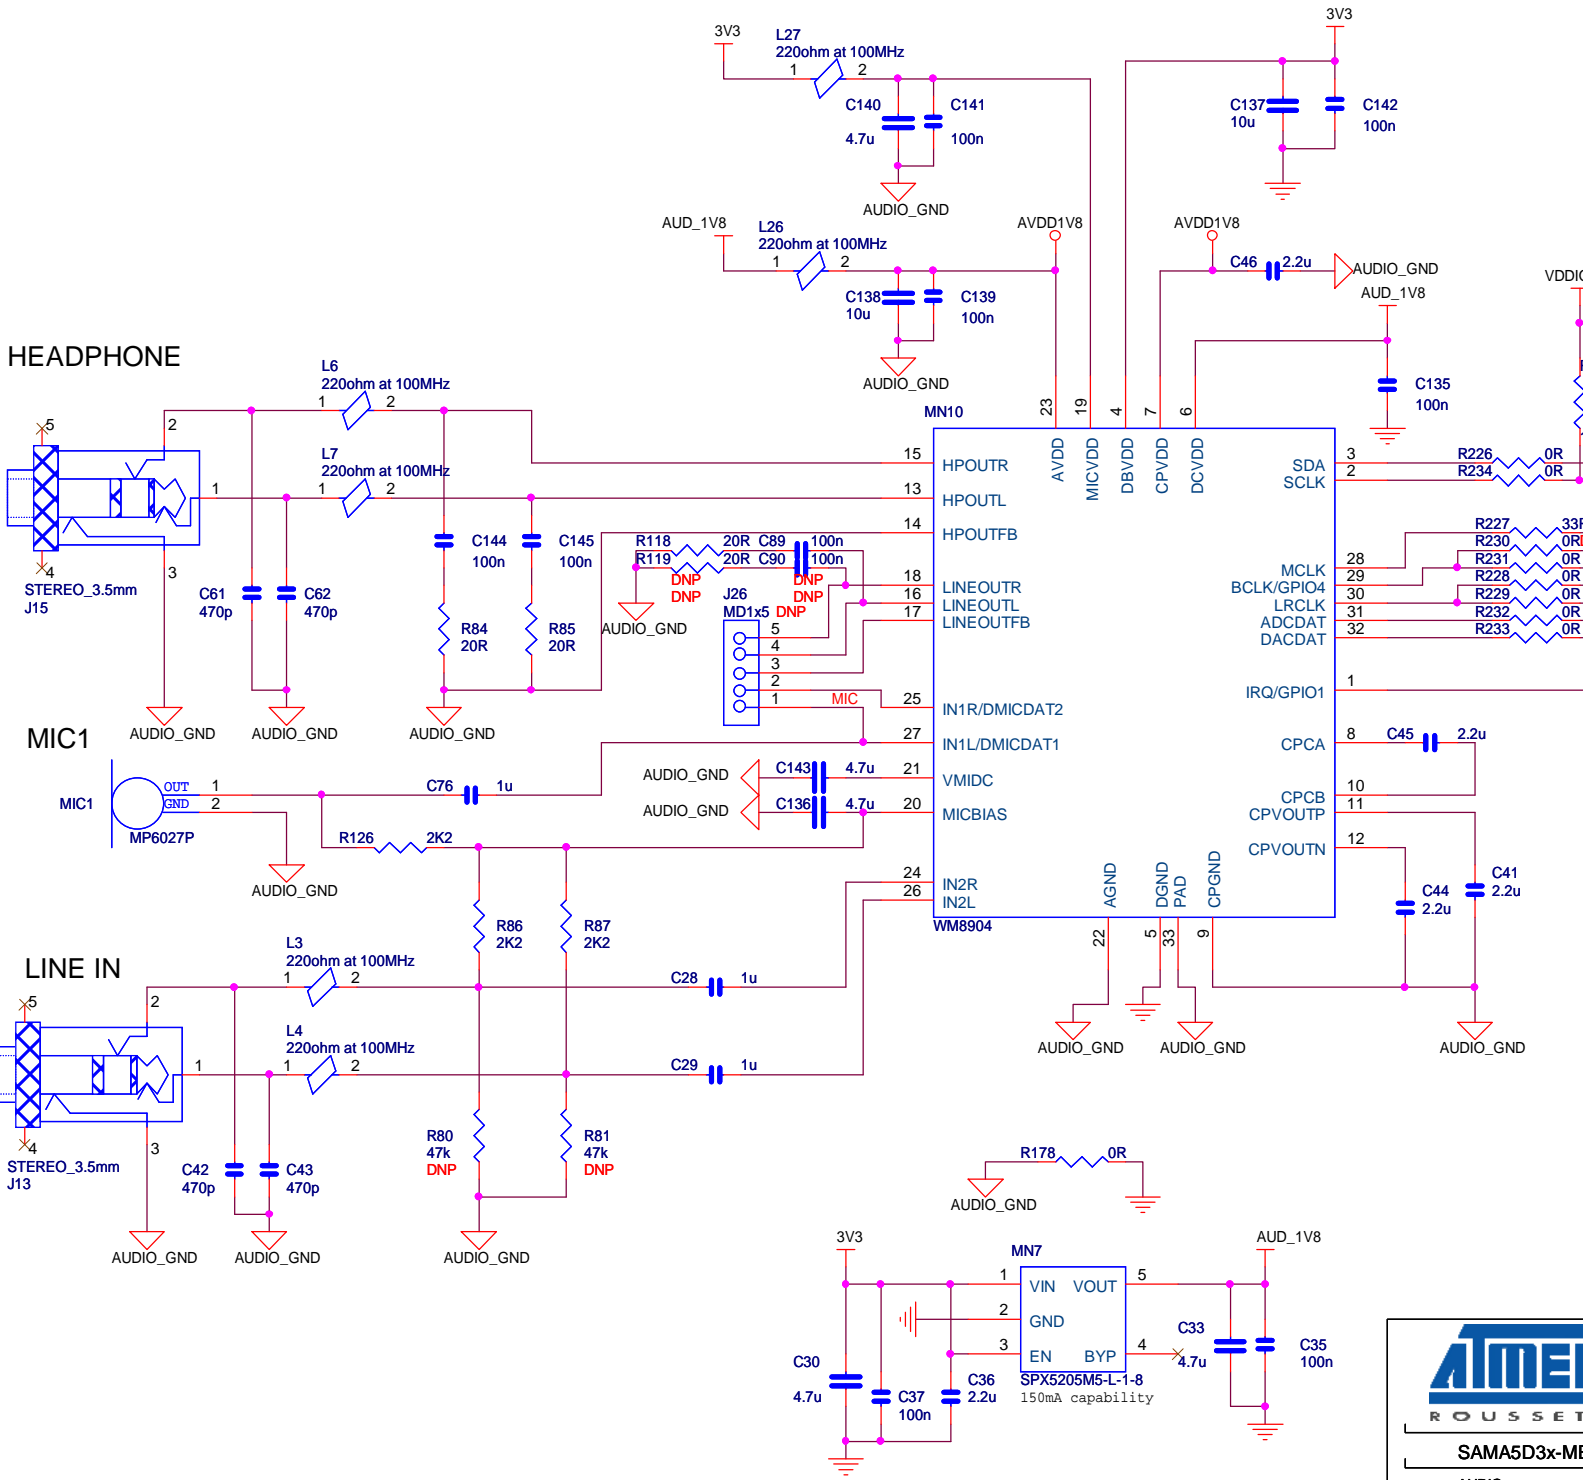 3V3
L27
220ohm at 100MHz
1 2
C140
4.7u
C141
100n
AUDIO_GND
3V3
C137
10u
C142
100n
AUD_1V8
L26
220ohm at 100MHz
1 2
C138
10u
C139
100n
AUDIO_GND
AVDD1V8
AVDD1V8
C46 2.2u
AUDIO_GND
AUD_1V8
C135
100n
HEADPHONE
L6
220ohm at 100MHz
1 2
L7
220ohm at 100MHz
1 2
5
2
1
3
4
STEREO_3.5mm
J15
C61
470p
C62
470p
C144
100n
C145
100n
R84
20R
R85
20R
AUDIO_GND
AUDIO_GND
AUDIO_GND
R118 20R C89 100n
R119 20R C90 100n
DNP DNP
DNP DNP
AUDIO_GND
J26
MD1x5 DNP
5
4
3
2
1 MIC
MN10
23 19 4 7 6
AVDD
MICVDD
DBVDD
CPVDD
DCVDD
15 HPOUTR
13 HPOUTL
14 HPOUTFB
18 LINEOUTR
16 LINEOUTL
17 LINEOUTFB
25 IN1R/DMICDAT2
27 IN1L/DMICDAT1
21 VMIDC
20 MICBIAS
24 IN2R
26 IN2L
WM8904
AGND 22
DGND 5
PAD 33
CPGND 9
SDA 3
SCLK 2
MCLK 28
BCLK/GPIO4 29
LRCLK 30
ADCDAT 31
DACDAT 32
IRQ/GPIO1 1
CPCA 8
CPCB 10
CPVOUTP 11
CPVOUTN 12
R226 0R
R234 0R
R227
R230 0R
R231 0R
R228 0R
R229 0R
R232 0R
R233 0R
C45 2.2u
C41
2.2u
C44
2.2u
AUDIO_GND
AUDIO_GND
AUDIO_GND
MIC1
MIC1
OUT 1
GND 2
MP6027P
C76 1u
AUDIO_GND
R126 2K2
AUDIO_GND C143 4.7u
AUDIO_GND C136 4.7u
R86
2K2
R87
2K2
LINE IN
L3
220ohm at 100MHz
1 2
L4
220ohm at 100MHz
1 2
C28 1u
C29 1u
5
2
1
3
4
STEREO_3.5mm
J13
C42
470p
C43
470p
R80
47k
DNP
R81
47k
DNP
AUDIO_GND
AUDIO_GND
AUDIO_GND
R178 0R
AUDIO_GND
3V3
MN7
AUD_1V8
1 VIN VOUT 5
2 GND
3 EN BYP 4
SPX5205M5-L-1-8
150mA capability
C30
4.7u
C37
100n
C36
2.2u
C33
4.7u
C35
100n
ATMEL
ROUSSET